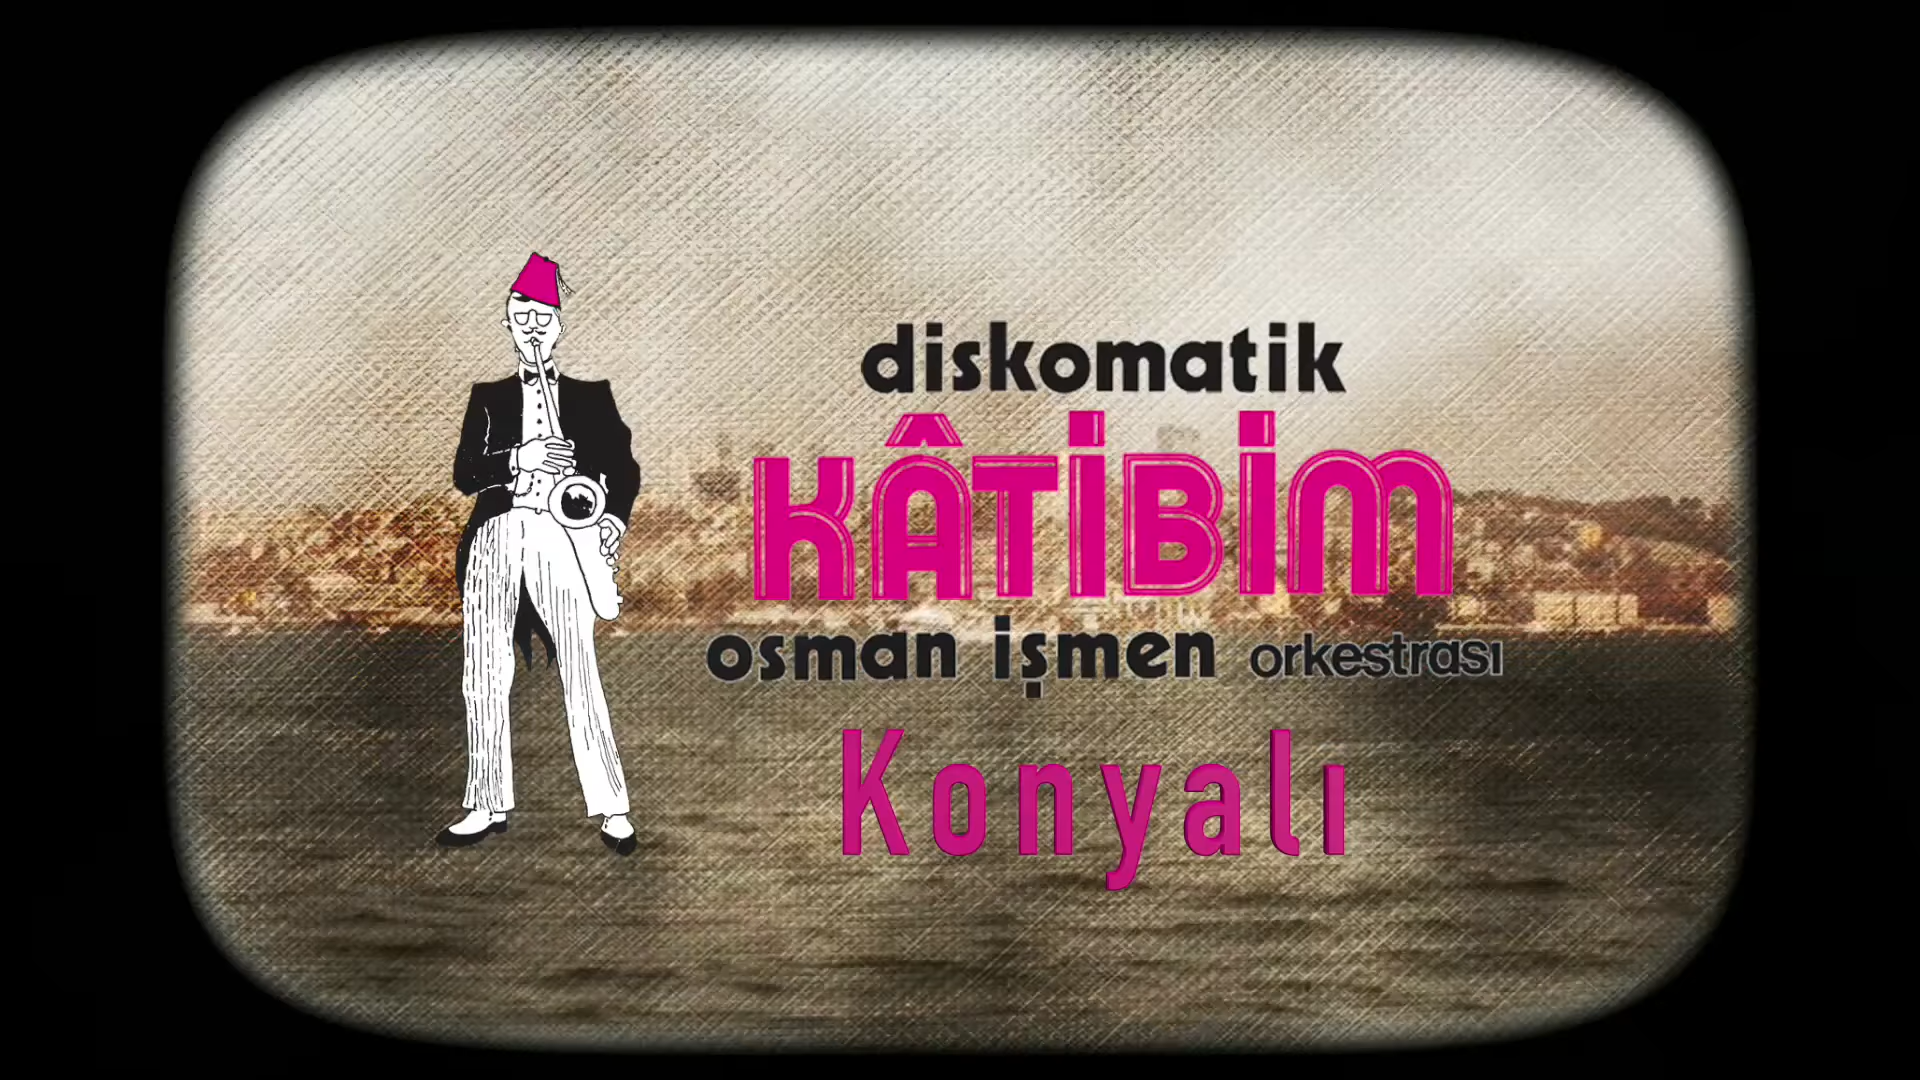 diskomatik
KÂTİBİM
osman işmen orkestrası
Konyalı